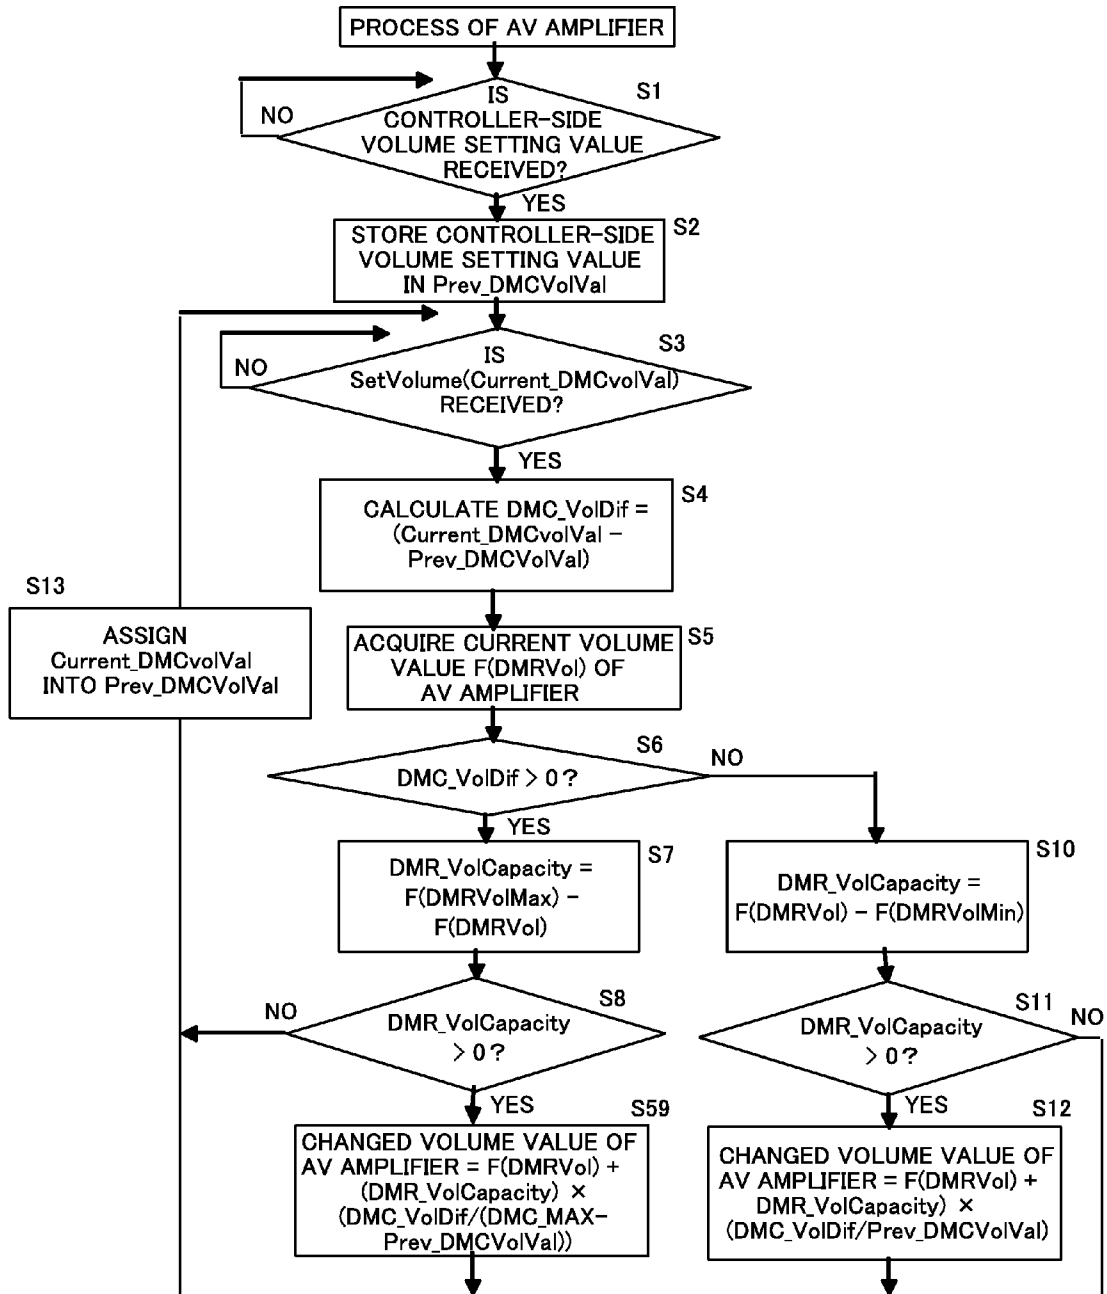 PROCESS OF AV AMPLIFIER
S1
IS
CONTROLLER-SIDE
VOLUME SETTING VALUE
RECEIVED?
NO
YES
S2
STORE CONTROLLER-SIDE
VOLUME SETTING VALUE
IN Prev_DMCVolVal
S3
IS
SetVolume(Current_DMCvolVal)
RECEIVED?
NO
YES
S4
CALCULATE DMC_VolDif =
(Current_DMCvolVal -
Prev_DMCVolVal)
S13
ASSIGN
Current_DMCvolVal
INTO Prev_DMCVolVal
S5
ACQUIRE CURRENT VOLUME
VALUE F(DMRVol) OF
AV AMPLIFIER
S6
DMC_VolDif > 0?
NO
YES
S7
DMR_VolCapacity =
F(DMRVolMax) -
F(DMRVol)
S10
DMR_VolCapacity =
F(DMRVol) - F(DMRVolMin)
S8
DMR_VolCapacity
> 0?
NO
YES
S11
DMR_VolCapacity
> 0?
NO
YES
S59
CHANGED VOLUME VALUE OF
AV AMPLIFIER = F(DMRVol) +
(DMR_VolCapacity) ×
(DMC_VolDif/(DMC_MAX-
Prev_DMCVolVal))
S12
CHANGED VOLUME VALUE OF
AV AMPLIFIER = F(DMRVol) +
DMR_VolCapacity) ×
(DMC_VolDif/Prev_DMCVolVal)